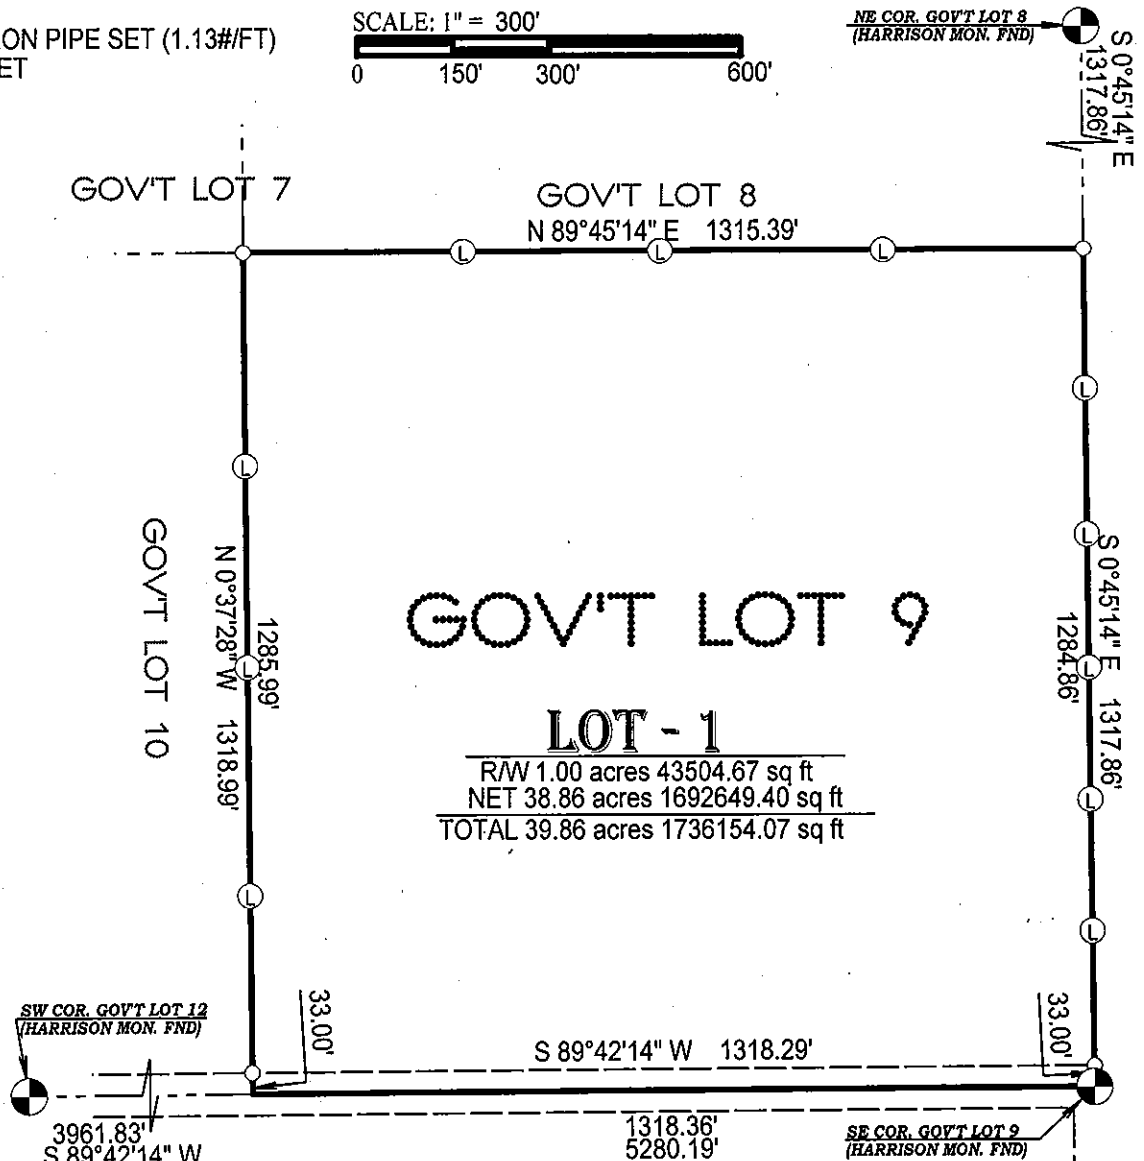 ON PIPE SET (1.13#/FT)
ET
SCALE: 1" = 300'
0 150' 300' 600'
NE COR. GOV'T LOT 8
(HARRISON MON. FND)
S 0°45'14" E
1317.86'
GOV'T LOT 7
GOV'T LOT 8
N 89°45'14" E 1315.39'
GOV'T LOT 10
N 0°37'28" W 1318.99'
1285.99'
GOV'T LOT 9
LOT - 1
R/W 1.00 acres 43504.67 sq ft
NET 38.86 acres 1692649.40 sq ft
TOTAL 39.86 acres 1736154.07 sq ft
S 0°45'14" E 1317.86'
1284.86'
L
L
L
L
L
L
L
L
L
L
L
SW COR. GOV'T LOT 12
(HARRISON MON. FND)
33.00'
S 89°42'14" W 1318.29'
33.00'
3961.83'
S 89°42'14" W
1318.36'
5280.19'
SE COR. GOV'T LOT 9
(HARRISON MON. FND)